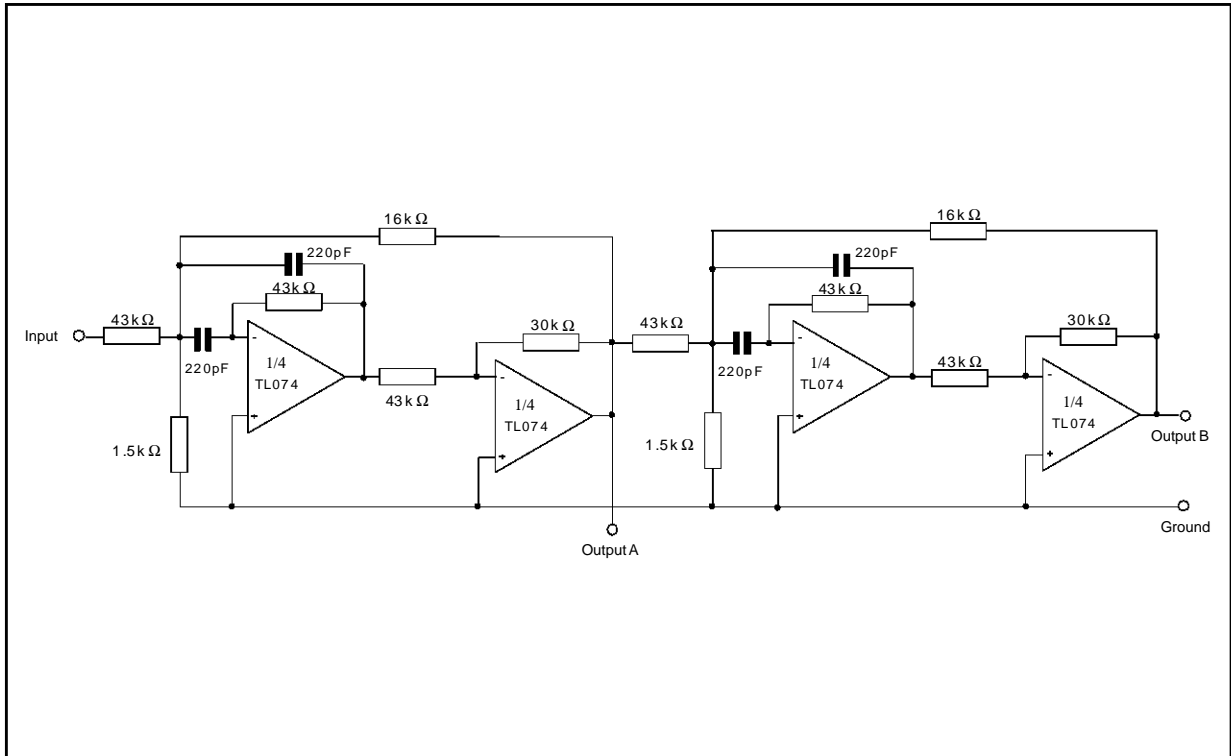 16kΩ
220pF
43kΩ
Input
43kΩ
220pF
-
1/4
TL074
+
43kΩ
30kΩ
-
1/4
TL074
+
1.5kΩ
Output A
43kΩ
16kΩ
220pF
43kΩ
220pF
-
1/4
TL074
+
43kΩ
30kΩ
-
1/4
TL074
+
1.5kΩ
Output B
Ground